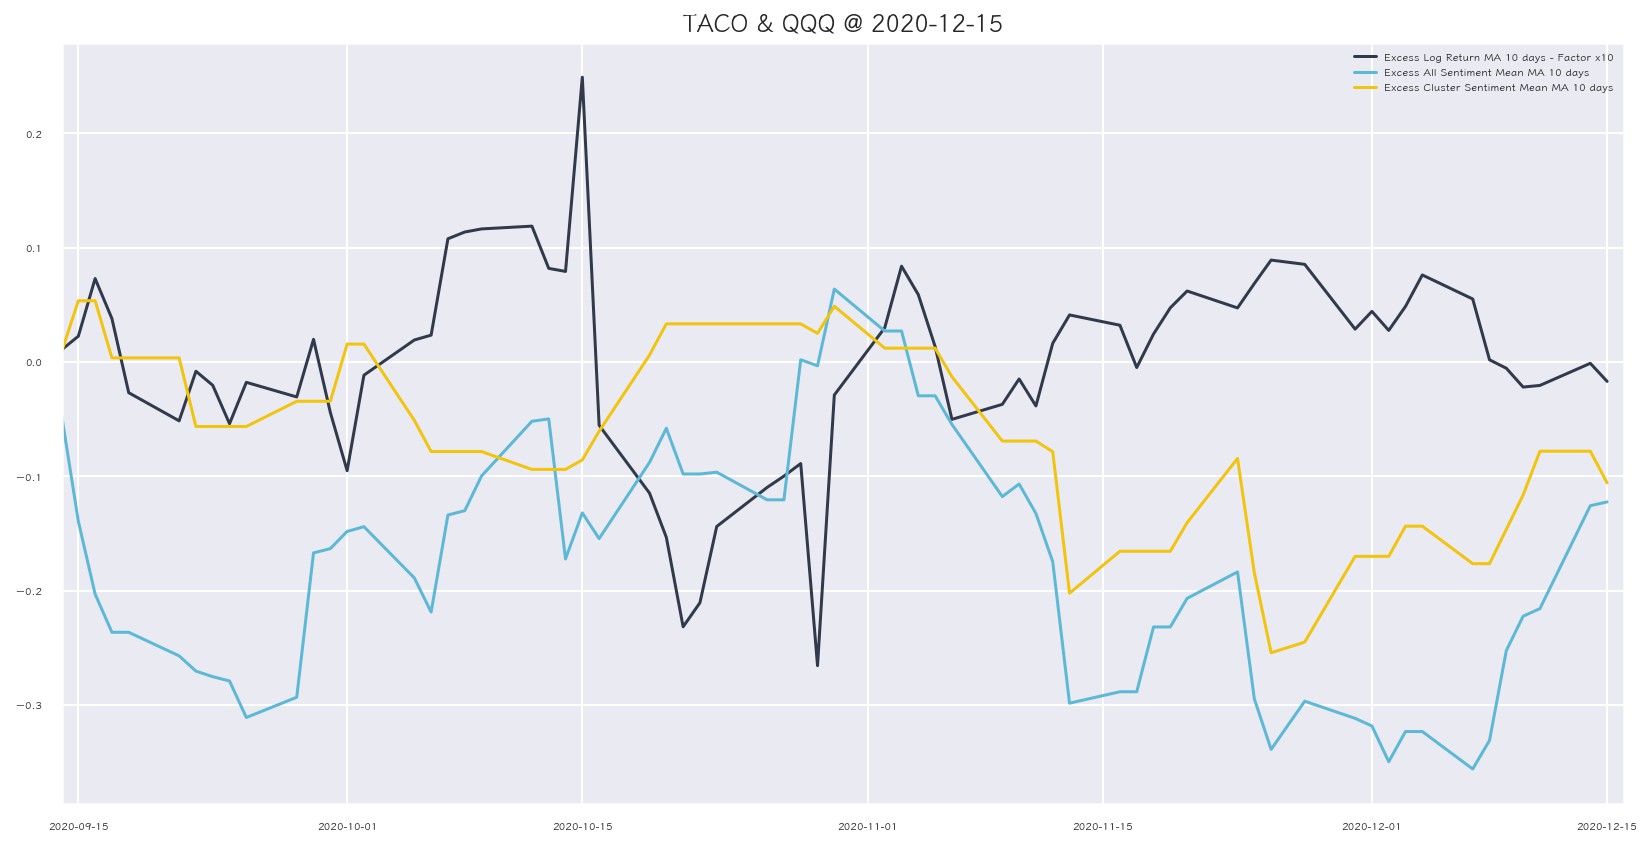 TACO & QQQ @ 2020-12-15
Excess Log Return MA 10 days - Factor x10
Excess All Sentiment Mean MA 10 days
Excess Cluster Sentiment Mean MA 10 days
0.2
0.1
0.0
−0.1
−0.2
−0.3
2020-09-15 2020-10-01 2020-10-15 2020-11-01 2020-11-15 2020-12-01 2020-12-15